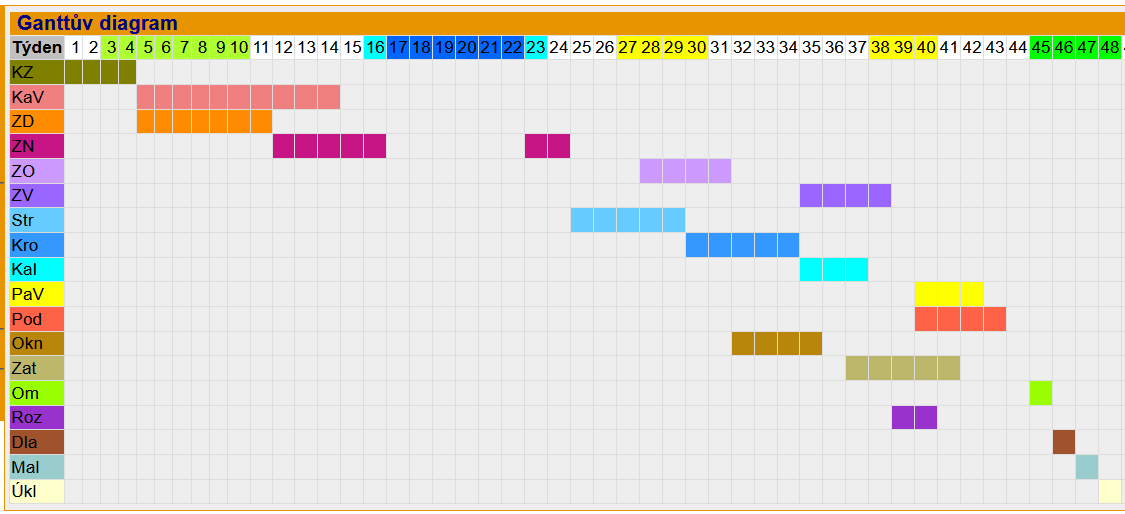 Ganttův diagram
Týden 1 2 3 4 5 6 7 8 9 10 11 12 13 14 15 16 17 18 19 20 21 22 23 24 25 26 27 28 29 30 31 32 33 34 35 36 37 38 39 40 41 42 43 44 45 46 47 48
KZ
KaV
ZD
ZN
ZO
ZV
Str
Kro
Kal
PaV
Pod
Okn
Zat
Om
Roz
Dla
Mal
Úkl